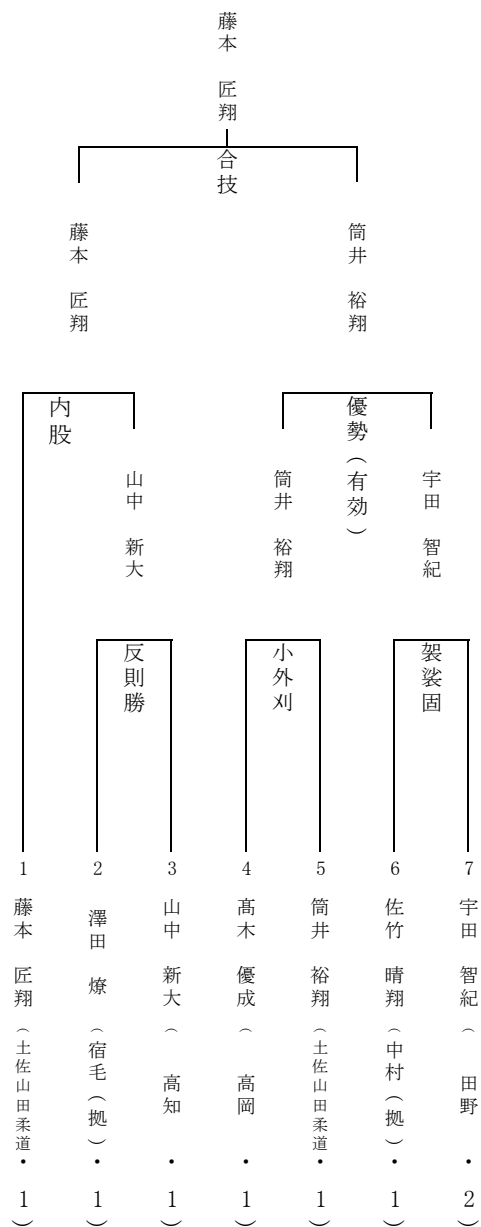 藤本 匠翔
合技
藤本 匠翔
筒井 裕翔
内股
優勢（有効）
山中 新大
筒井 裕翔
宇田 智紀
反則勝
小外刈
袈裟固
1 藤本 匠翔（土佐山田柔道・1）
2 澤田 燎（宿毛（拠）・1）
3 山中 新大（ 高知・1）
4 髙木 優成（ 高岡・1）
5 筒井 裕翔（土佐山田柔道・1）
6 佐竹 晴翔（中村（拠）・1）
7 宇田 智紀（ 田野・2）